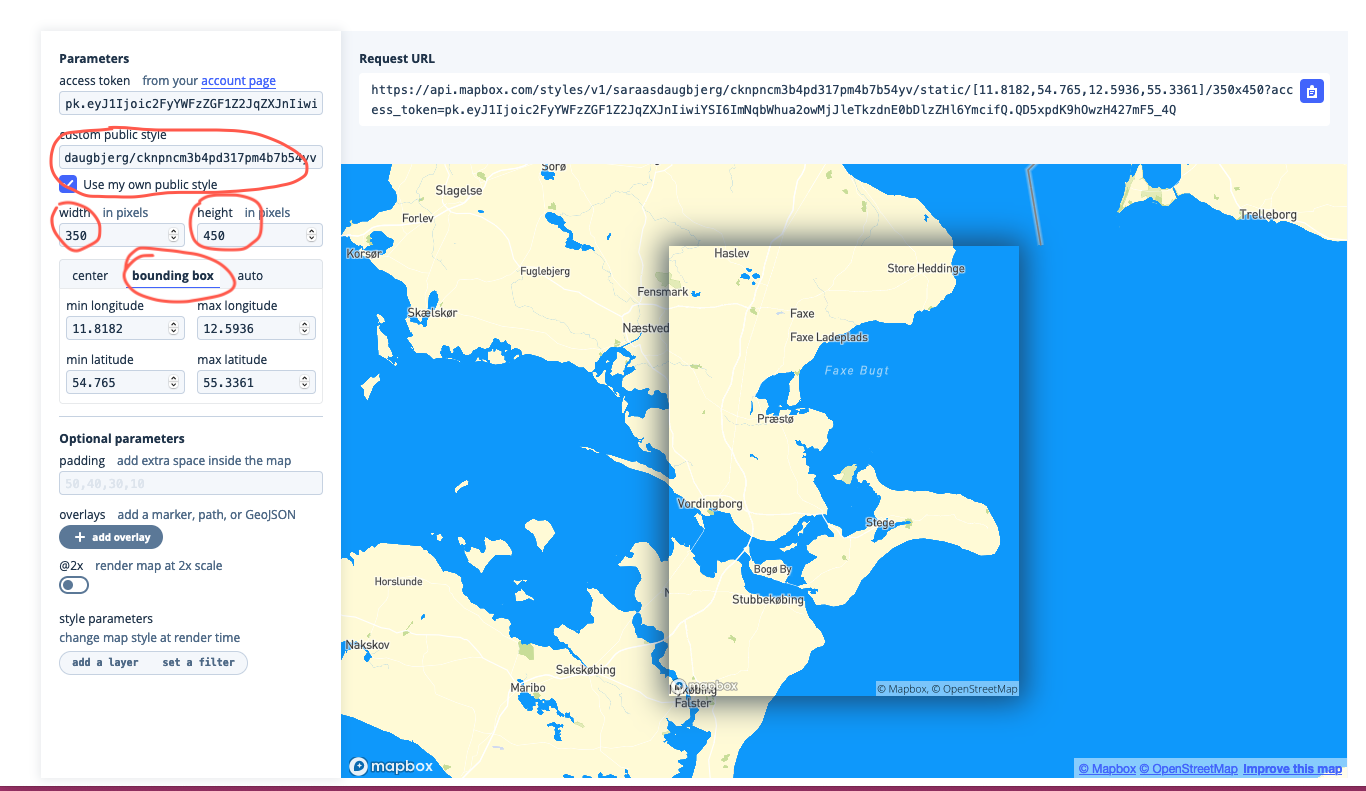 Parameters
access token from your account page
pk.eyJ1Ijoic2FyYWFzZGF1Z2JqZXJnIiwi
custom public style
daugbjerg/cknpncm3b4pd317pm4b7b54yv
Use my own public style
width in pixels
height in pixels
350
450
center bounding box auto
min longitude
max longitude
11.8182
12.5936
min latitude
max latitude
54.765
55.3361
Optional parameters
padding add extra space inside the map
50,40,30,10
overlays add a marker, path, or GeoJSON
+ add overlay
@2x render map at 2x scale
style parameters
change map style at render time
add a layer set a filter
Request URL
https://api.mapbox.com/styles/v1/saraasdaugbjerg/cknpncm3b4pd317pm4b7b54yv/static/[11.8182,54.765,12.5936,55.3361]/350x450?acc
ess_token=pk.eyJ1Ijoic2FyYWFzZGF1Z2JqZXJnIiwiYSI6ImNqbWhua2owMjJleTkzdnE0bDlzZHl6YmcifQ.QD5xpdK9hOwzH427mF5_4Q
Sorø
Slagelse
Trelleborg
Forlev
Korsør
Haslev
Store Heddinge
Fuglebjerg
Fensmark
Skælskør
Faxe
Næstved
Faxe Ladeplads
Faxe Bugt
Præstø
Vordingborg
Stege
Bogø By
Horslunde
Stubbekøbing
Nakskov
Sakskøbing
Maribo
Nykøbing
Falster
mapbox
© Mapbox, © OpenStreetMap
mapbox
© Mapbox © OpenStreetMap Improve this map